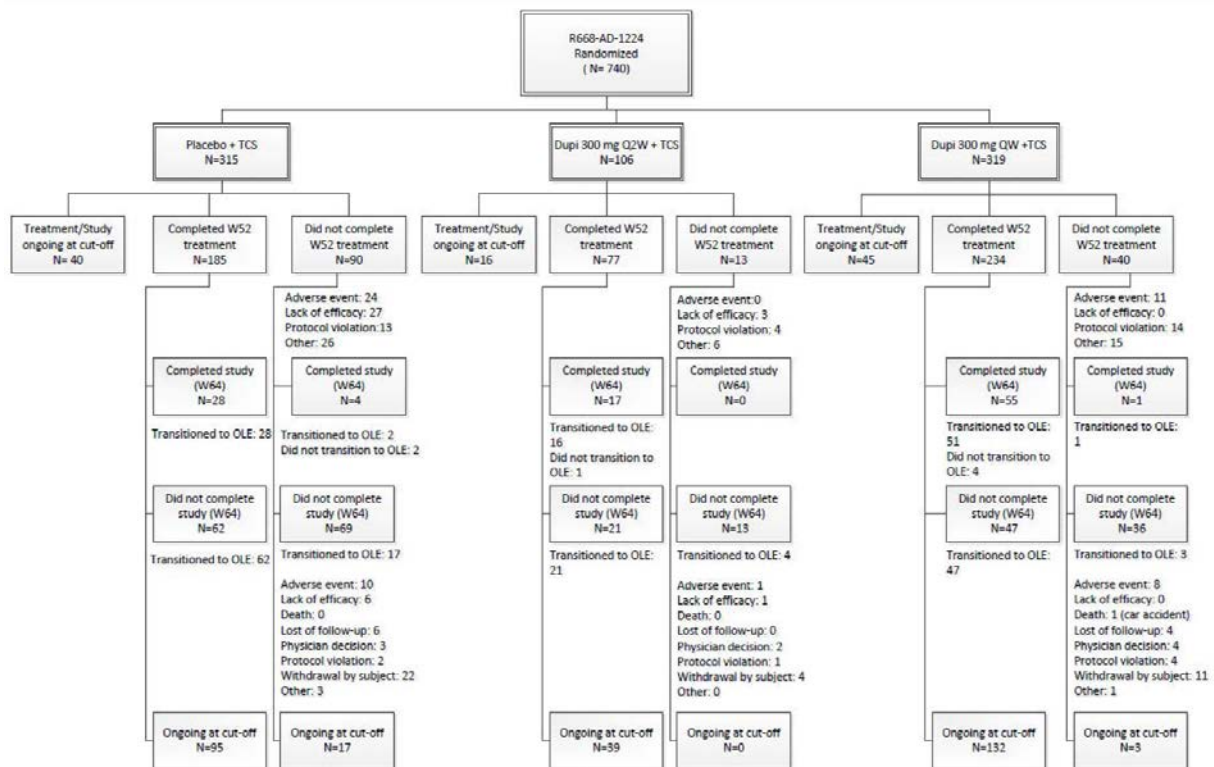 R668-AD-1224
Randomized
( N= 740)
Placebo + TCS
N=315
Dupi 300 mg Q2W + TCS
N=106
Dupi 300 mg QW +TCS
N=319
Treatment/Study
ongoing at cut-off
N= 40
Completed W52
treatment
N=185
Did not complete
W52 treatment
N=90
Treatment/Study
ongoing at cut-off
N=16
Completed W52
treatment
N=77
Did not complete
W52 treatment
N=13
Treatment/Study
ongoing at cut-off
N=45
Completed W52
treatment
N=234
Did not complete
W52 treatment
N=40
Adverse event: 24
Lack of efficacy: 27
Protocol violation:13
Other: 26
Adverse event:0
Lack of efficacy: 3
Protocol violation: 4
Other: 6
Adverse event: 11
Lack of efficacy: 0
Protocol violation: 14
Other: 15
Completed study
(W64)
N=28
Completed study
(W64)
N=4
Completed study
(W64)
N=17
Completed study
(W64)
N=0
Completed study
(W64)
N=55
Completed study
(W64)
N=1
Transitioned to OLE: 28
Transitioned to OLE: 2
Did not transition to OLE: 2
Transitioned to OLE:
16
Did not transition to
OLE: 1
Transitioned to OLE:
51
Did not transition to
OLE: 4
Transitioned to OLE:
1
Did not complete
study (W64)
N=62
Did not complete
study (W64)
N=69
Did not complete
study (W64)
N=21
Did not complete
study (W64)
N=13
Did not complete
study (W64)
N=47
Did not complete
study (W64)
N=36
Transitioned to OLE: 62
Transitioned to OLE: 17
Adverse event: 10
Lack of efficacy: 6
Death: 0
Lost of follow-up: 6
Physician decision: 3
Protocol violation: 2
Withdrawal by subject: 22
Other: 3
Transitioned to OLE:
21
Transitioned to OLE: 4
Adverse event: 1
Lack of efficacy: 1
Death: 0
Lost of follow-up: 0
Physician decision: 2
Protocol violation: 1
Withdrawal by subject: 4
Other: 0
Transitioned to OLE:
47
Transitioned to OLE: 3
Adverse event: 8
Lack of efficacy: 0
Death: 1 (car accident)
Lost of follow-up: 4
Physician decision: 4
Protocol violation: 4
Withdrawal by subject: 11
Other: 1
Ongoing at cut-off
N=95
Ongoing at cut-off
N=17
Ongoing at cut-off
N=39
Ongoing at cut-off
N=0
Ongoing at cut-off
N=132
Ongoing at cut-off
N=3